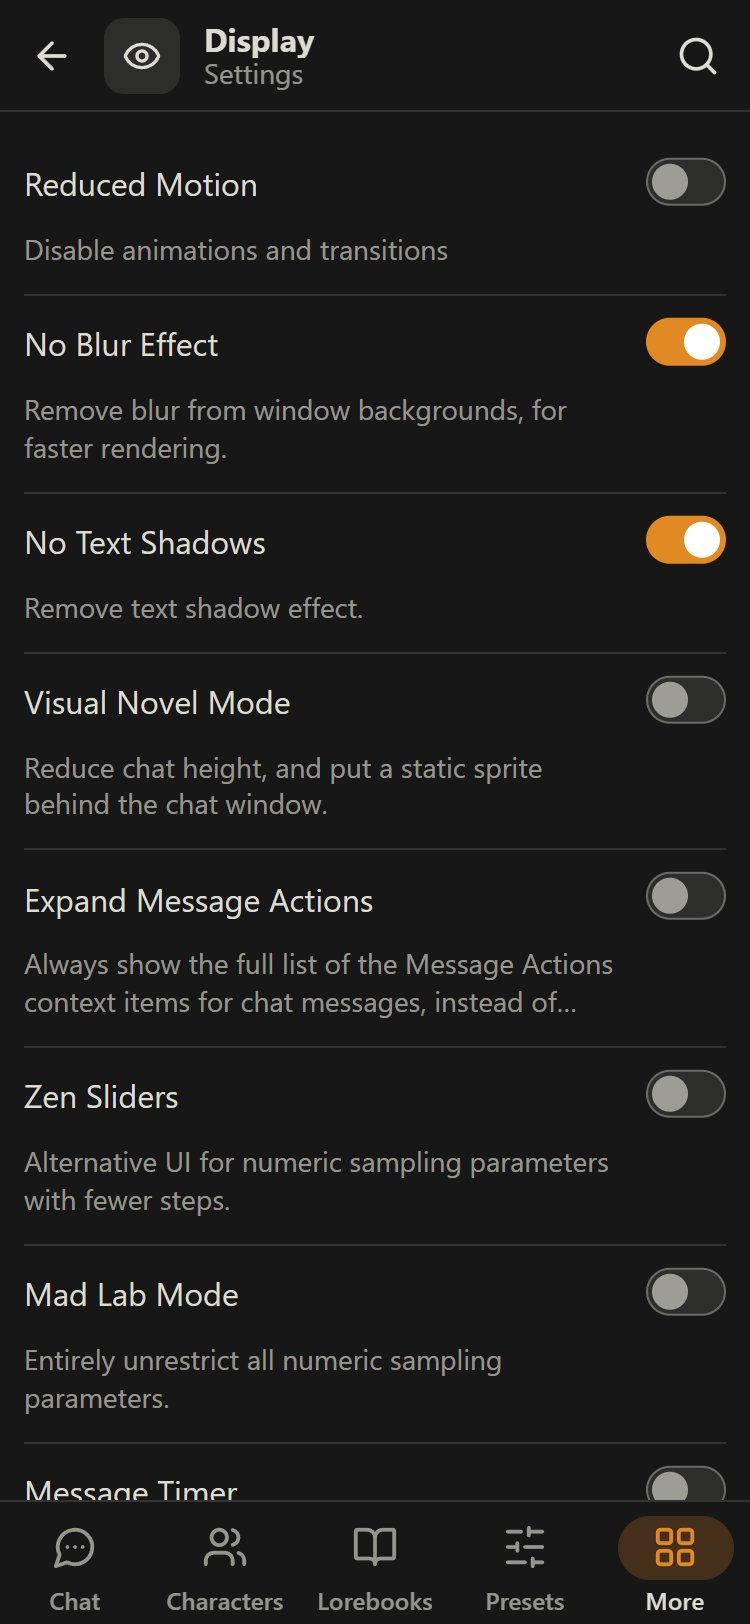 Display
Settings
Reduced Motion
Disable animations and transitions
No Blur Effect
Remove blur from window backgrounds, for
faster rendering.
No Text Shadows
Remove text shadow effect.
Visual Novel Mode
Reduce chat height, and put a static sprite
behind the chat window.
Expand Message Actions
Always show the full list of the Message Actions
context items for chat messages, instead of...
Zen Sliders
Alternative UI for numeric sampling parameters
with fewer steps.
Mad Lab Mode
Entirely unrestrict all numeric sampling
parameters.
Message Timer
Chat
Characters
Lorebooks
Presets
More